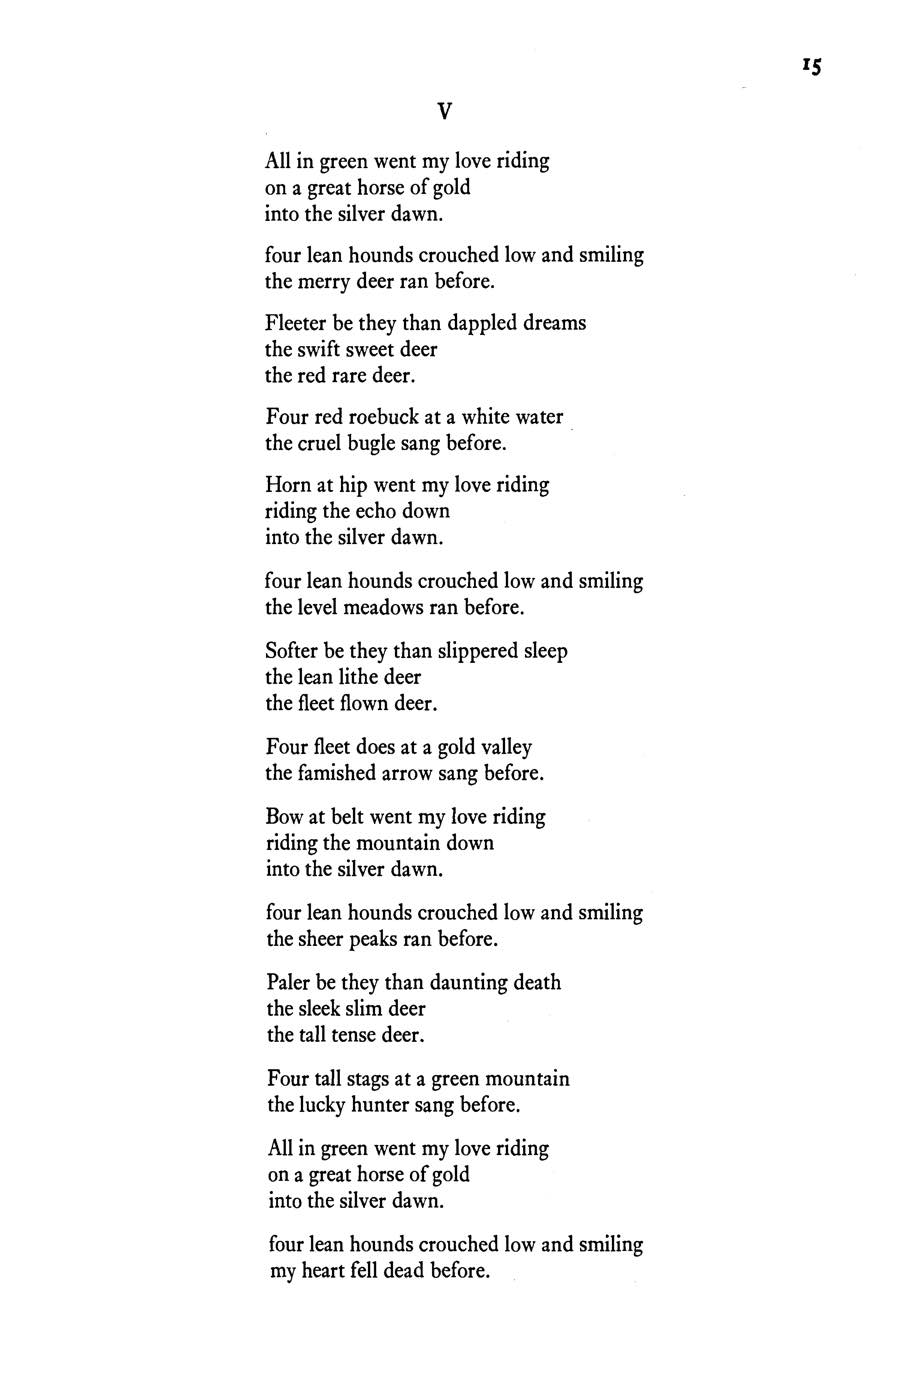 15
V
All in green went my love riding
on a great horse of gold
into the silver dawn.
four lean hounds crouched low and smiling
the merry deer ran before.
Fleeter be they than dappled dreams
the swift sweet deer
the red rare deer.
Four red roebuck at a white water
the cruel bugle sang before.
Horn at hip went my love riding
riding the echo down
into the silver dawn.
four lean hounds crouched low and smiling
the level meadows ran before.
Softer be they than slippered sleep
the lean lithe deer
the fleet flown deer.
Four fleet does at a gold valley
the famished arrow sang before.
Bow at belt went my love riding
riding the mountain down
into the silver dawn.
four lean hounds crouched low and smiling
the sheer peaks ran before.
Paler be they than daunting death
the sleek slim deer
the tall tense deer.
Four tall stags at a green mountain
the lucky hunter sang before.
All in green went my love riding
on a great horse of gold
into the silver dawn.
four lean hounds crouched low and smiling
my heart fell dead before.